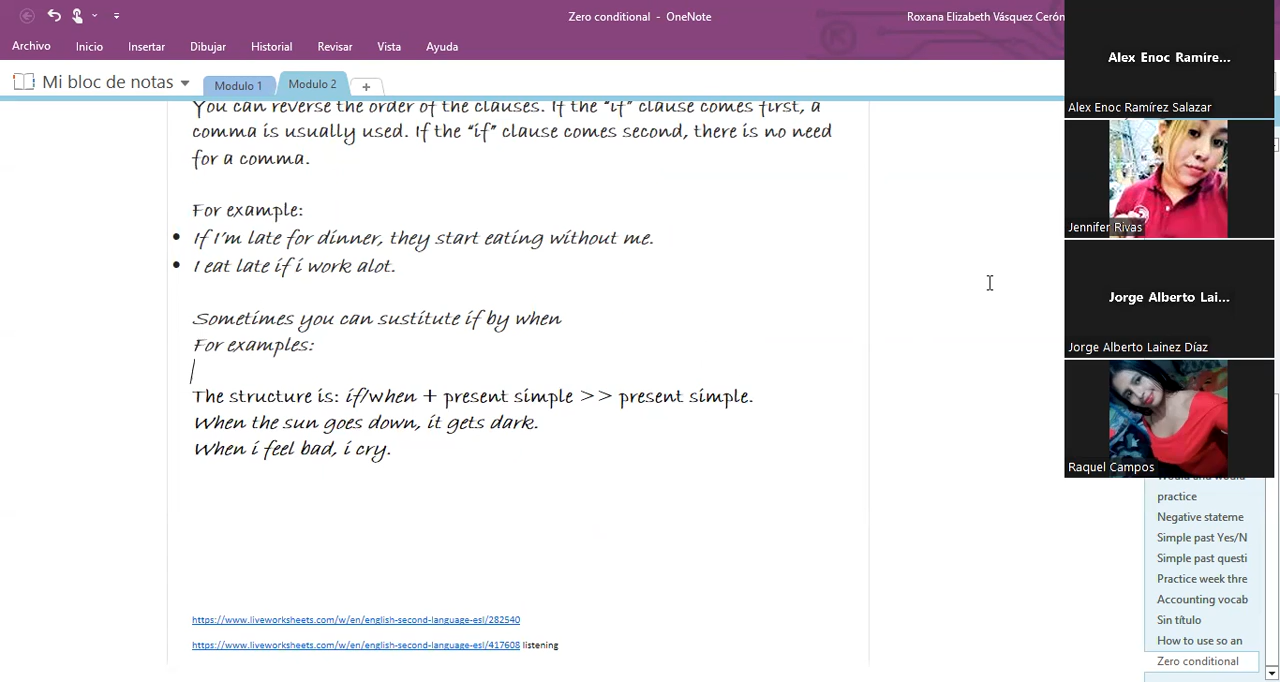 Zero conditional - OneNote
Roxana Elizabeth Vásquez Cerón
Archivo Inicio Insertar Dibujar Historial Revisar Vista Ayuda
Mi bloc de notas Modulo 1 Modulo 2 +
You can reverse the order of the clauses. If the "if" clause comes first, a
comma is usually used. If the "if" clause comes second, there is no need
for a comma.
For example:
• If I'm late for dinner, they start eating without me.
• I eat late if i work alot.
Sometimes you can sustitute if by when
For examples:
The structure is: if/when + present simple >> present simple.
When the sun goes down, it gets dark.
When i feel bad, i cry.
https://www.liveworksheets.com/w/en/english-second-language-esl/282540
https://www.liveworksheets.com/w/en/english-second-language-esl/417608 listening
Alex Enoc Ramíre...
Alex Enoc Ramírez Salazar
Jennifer Rivas
Jorge Alberto Lai...
Jorge Alberto Lainez Díaz
Raquel Campos
Would and would
practice
Negative stateme
Simple past Yes/N
Simple past questi
Practice week thre
Accounting vocab
Sin título
How to use so an
Zero conditional